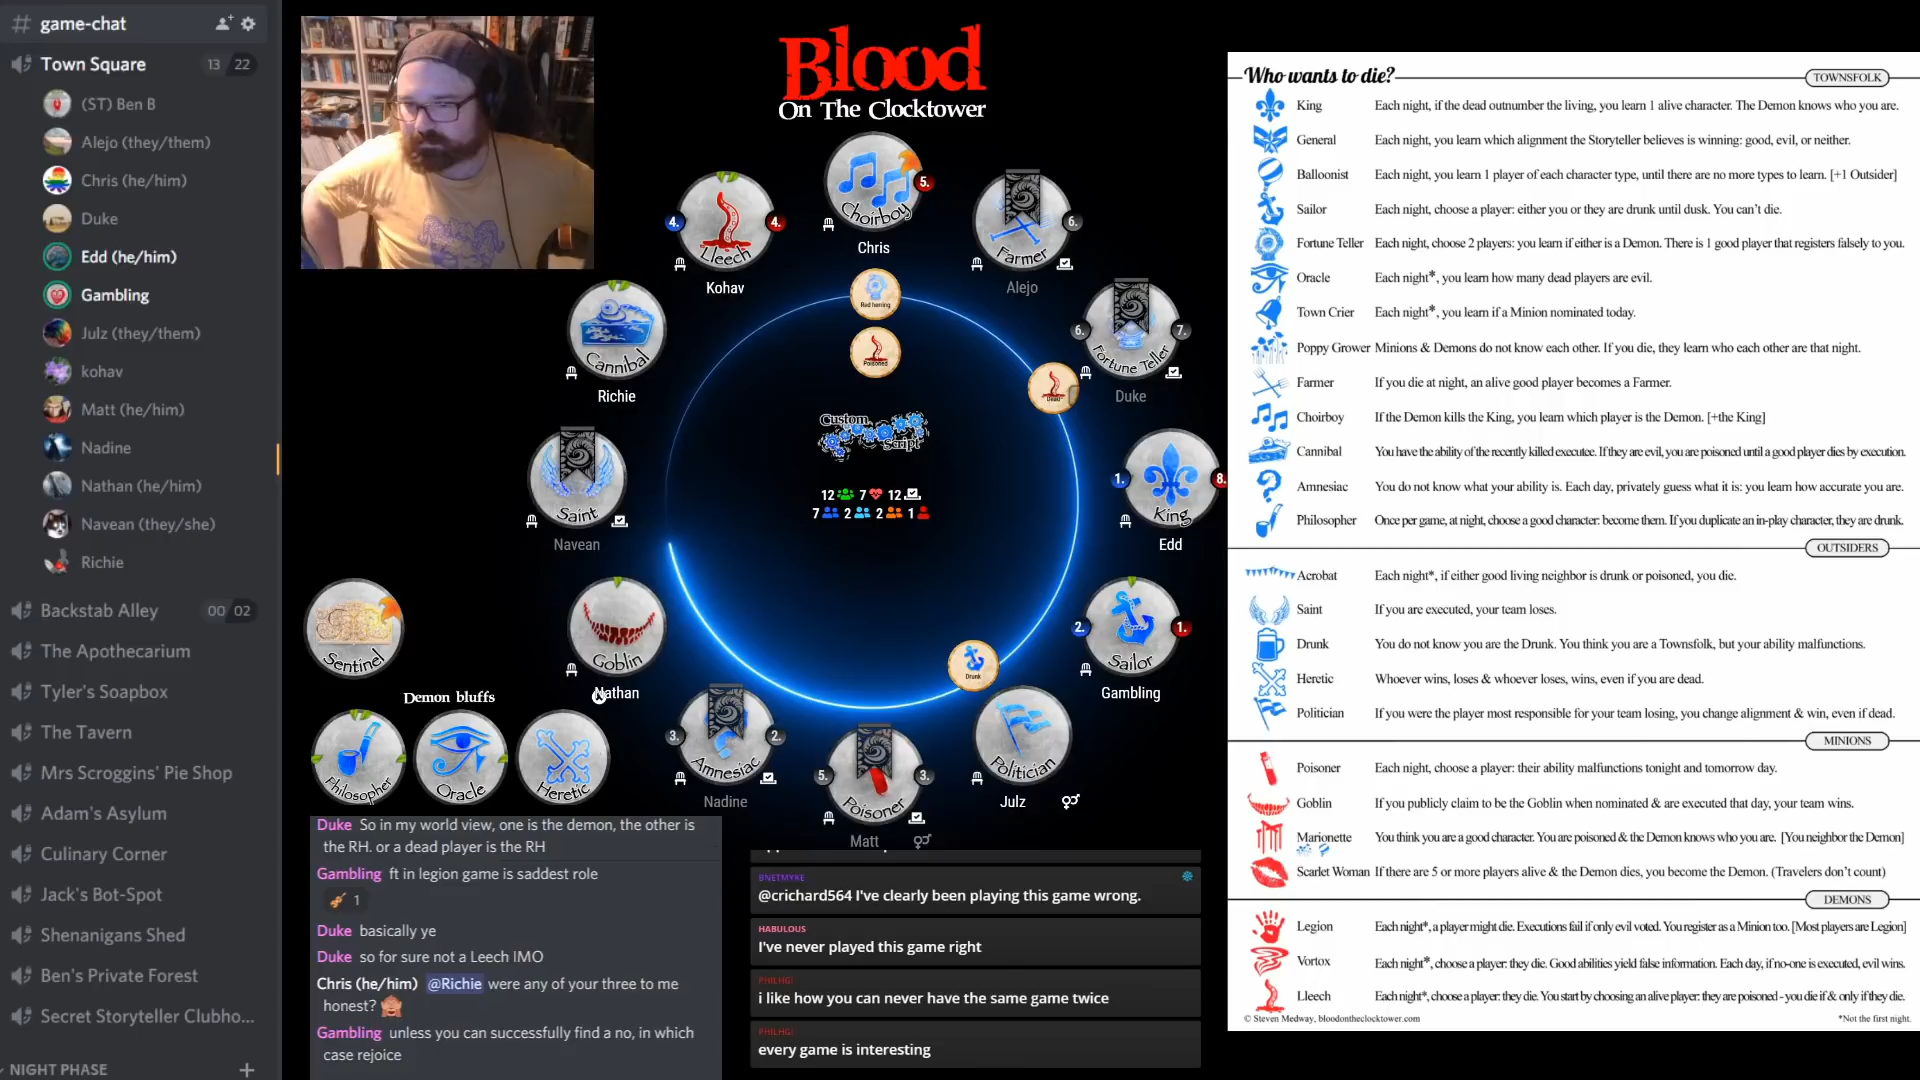 # game-chat
Town Square 13 22
(ST) Ben B
Alejo (they/them)
Chris (he/him)
Duke
Edd (he/him)
Gambling
Julz (they/them)
kohav
Matt (he/him)
Nadine
Nathan (he/him)
Navean (they/she)
Richie
Backstab Alley 00 02
The Apothecarium
Tyler's Soapbox
The Tavern
Mrs Scroggins' Pie Shop
Adam's Asylum
Culinary Corner
Jack's Bot-Spot
Shenanigans Shed
Ben's Private Forest
Secret Storyteller Clubho...
NIGHT PHASE +
Blood
On The Clocktower
Choirboy
5.
Chris
Farmer
6.
Alejo
6.
Fortune Teller
7.
Duke
1.
King
8.
Edd
2.
Sailor
1.
Gambling
Politician
Julz
5.
Poisoner
3.
Matt
3.
Amnesiac
2.
Nadine
Goblin
Nathan
Saint
Navean
Cannibal
Richie
4.
Lleech
4.
Kohav
Red herring
Poisoned
Dead
Drunk
Custom
Script
12 7 12
7 2 2 1
Sentinel
Demon bluffs
Philosopher
Oracle
Heretic
Duke So in my world view, one is the demon, the other is
the RH. or a dead player is the RH
Gambling ft in legion game is saddest role
1
Duke basically ye
Duke so for sure not a Leech IMO
Chris (he/him) @Richie were any of your three to me
honest?
Gambling unless you can successfully find a no, in which
case rejoice
BNETMYKE
@crichard564 I've clearly been playing this game wrong.
HABULOUS
I've never played this game right
PHILHG!
i like how you can never have the same game twice
PHILHG!
every game is interesting
Who wants to die?
TOWNSFOLK
King Each night, if the dead outnumber the living, you learn 1 alive character. The Demon knows who you are.
General Each night, you learn which alignment the Storyteller believes is winning: good, evil, or neither.
Balloonist Each night, you learn 1 player of each character type, until there are no more types to learn. [+1 Outsider]
Sailor Each night, choose a player: either you or they are drunk until dusk. You can't die.
Fortune Teller Each night, choose 2 players: you learn if either is a Demon. There is 1 good player that registers falsely to you.
Oracle Each night*, you learn how many dead players are evil.
Town Crier Each night*, you learn if a Minion nominated today.
Poppy Grower Minions & Demons do not know each other. If you die, they learn who each other are that night.
Farmer If you die at night, an alive good player becomes a Farmer.
Choirboy If the Demon kills the King, you learn which player is the Demon. [+the King]
Cannibal You have the ability of the recently killed executee. If they are evil, you are poisoned until a good player dies by execution.
Amnesiac You do not know what your ability is. Each day, privately guess what it is: you learn how accurate you are.
Philosopher Once per game, at night, choose a good character: become them. If you duplicate an in-play character, they are drunk.
OUTSIDERS
Acrobat Each night*, if either good living neighbor is drunk or poisoned, you die.
Saint If you are executed, your team loses.
Drunk You do not know you are the Drunk. You think you are a Townsfolk, but your ability malfunctions.
Heretic Whoever wins, loses & whoever loses, wins, even if you are dead.
Politician If you were the player most responsible for your team losing, you change alignment & win, even if dead.
MINIONS
Poisoner Each night, choose a player: their ability malfunctions tonight and tomorrow day.
Goblin If you publicly claim to be the Goblin when nominated & are executed that day, your team wins.
Marionette You think you are a good character. You are poisoned & the Demon knows who you are. [You neighbor the Demon]
Scarlet Woman If there are 5 or more players alive & the Demon dies, you become the Demon. (Travelers don't count)
DEMONS
Legion Each night*, a player might die. Executions fail if only evil voted. You register as a Minion too. [Most players are Legion]
Vortox Each night*, choose a player: they die. Good abilities yield false information. Each day, if no-one is executed, evil wins.
Lleech Each night*, choose a player: they die. You start by choosing an alive player: they are poisoned - you die if & only if they die.
© Steven Medway, bloodontheclocktower.com *Not the first night.